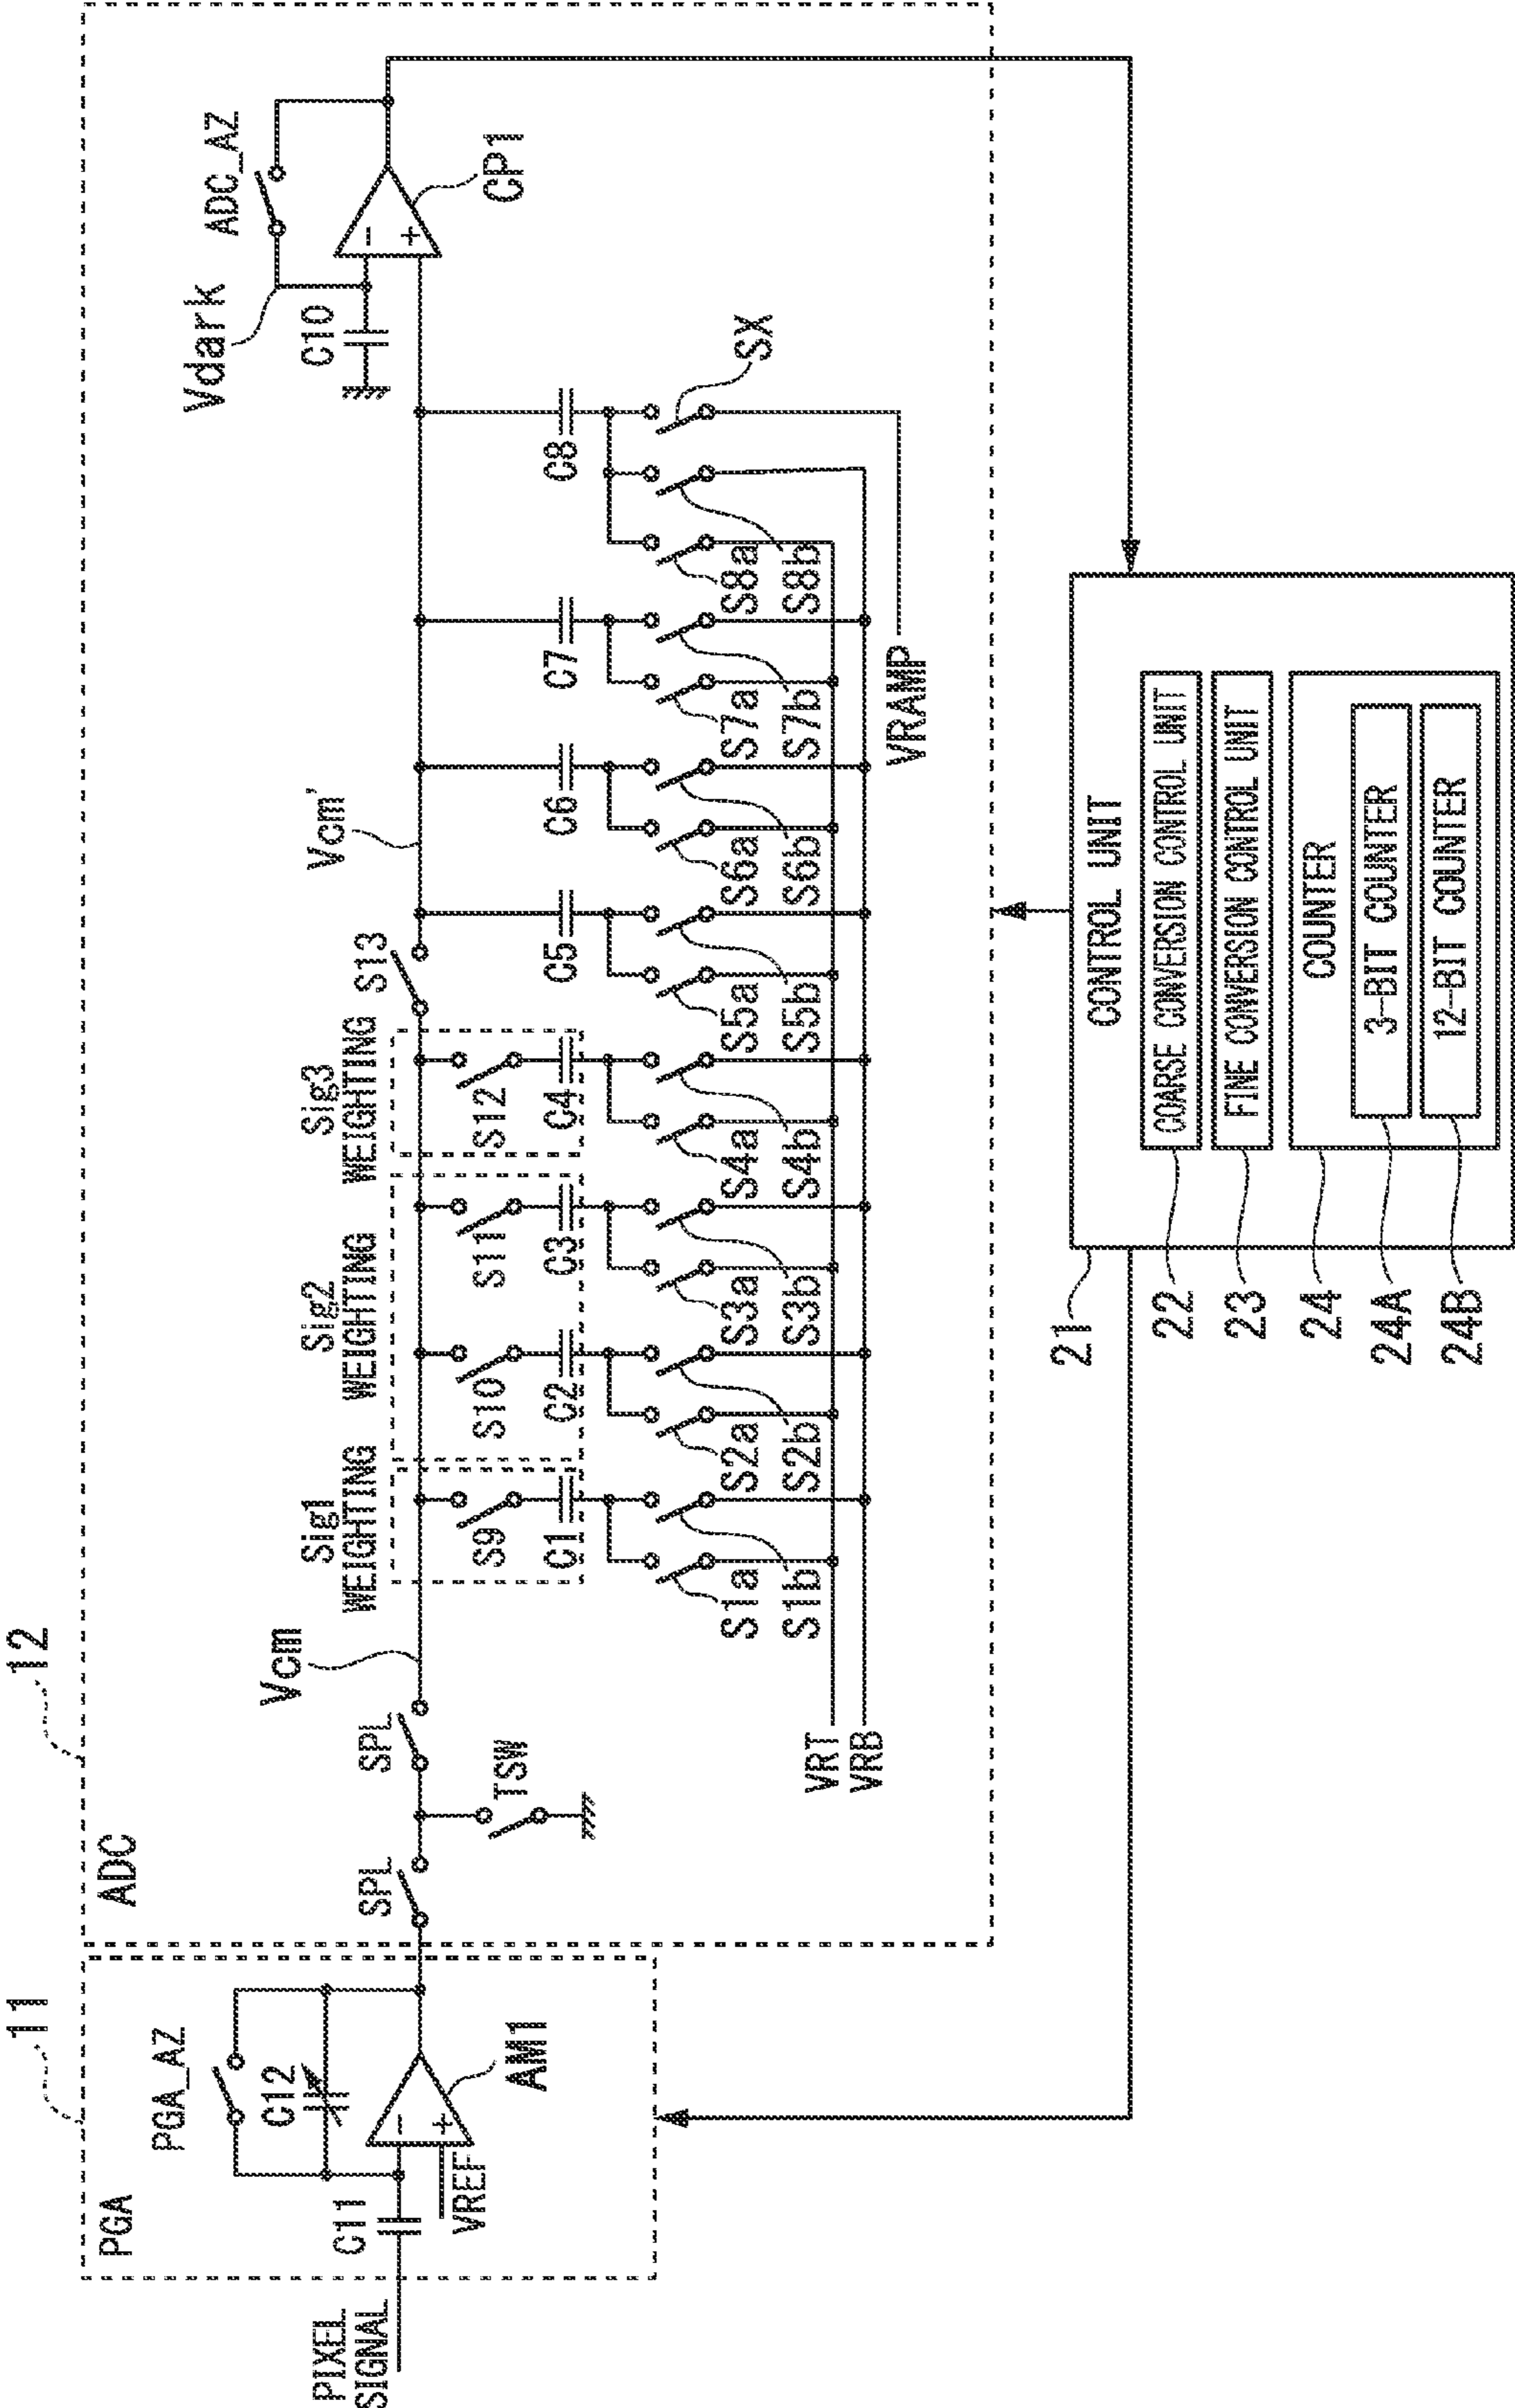 11
12
PGA
ADC
PGA_AZ
C12
C11
AM1
VREF
PIXEL
SIGNAL
-
+
SPL
SPL
TSW
Vcm
Sig1
WEIGHTING
Sig2
WEIGHTING
Sig3
WEIGHTING
S9
S10
S11
S12
S13
Vcm'
Vdark
ADC_AZ
C10
-
+
CP1
C1
C2
C3
C4
C5
C6
C7
C8
SX
S1a
S1b
S2a
S2b
S3a
S3b
S4a
S4b
S5a
S5b
S6a
S6b
S7a
S7b
S8a
S8b
VRT
VRB
VRAMP
CONTROL UNIT
COARSE CONVERSION CONTROL UNIT
FINE CONVERSION CONTROL UNIT
COUNTER
3-BIT COUNTER
12-BIT COUNTER
21
22
23
24
24A
24B